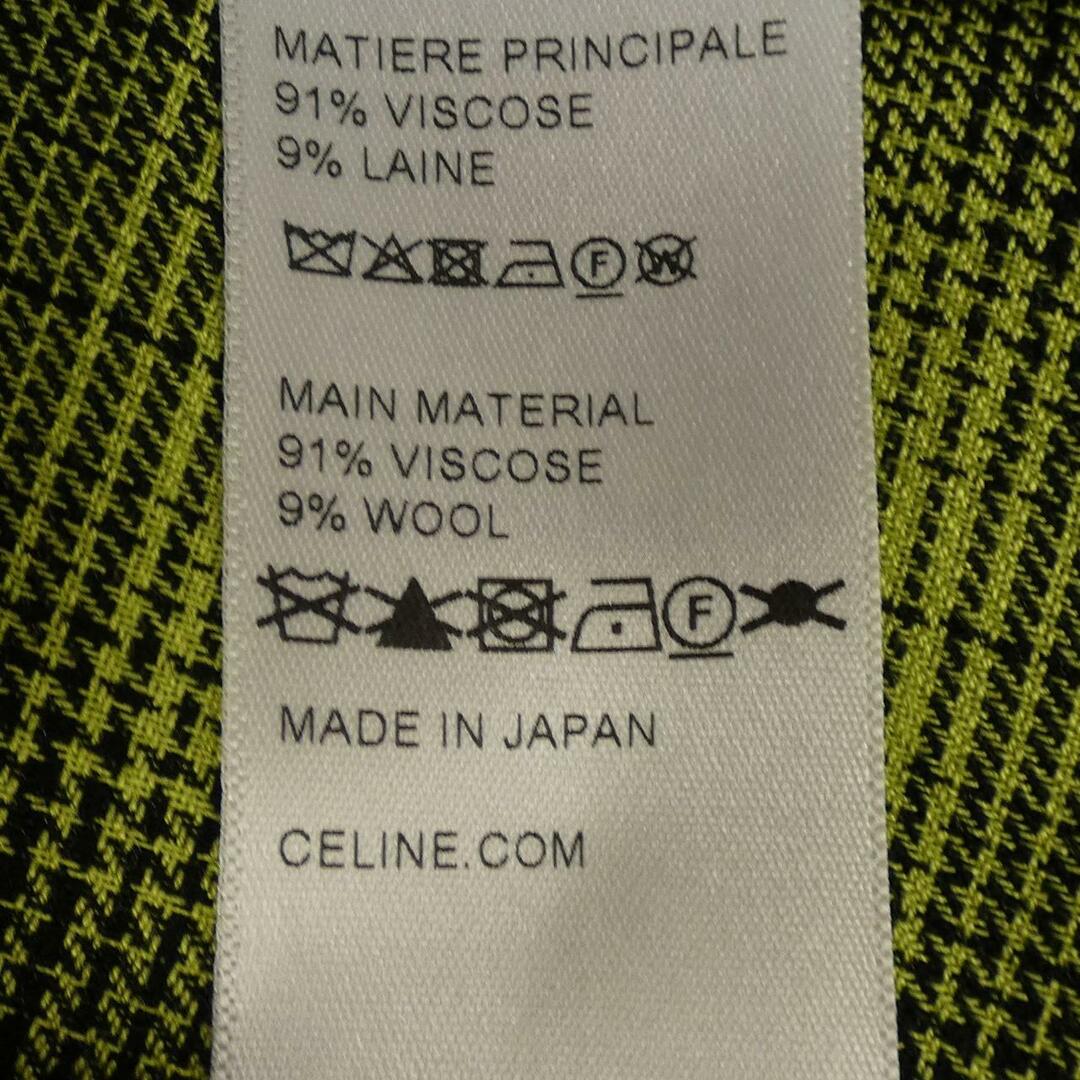 MATIERE PRINCIPALE
91% VISCOSE
9% LAINE
F W
MAIN MATERIAL
91% VISCOSE
9% WOOL
F
MADE IN JAPAN
CELINE.COM